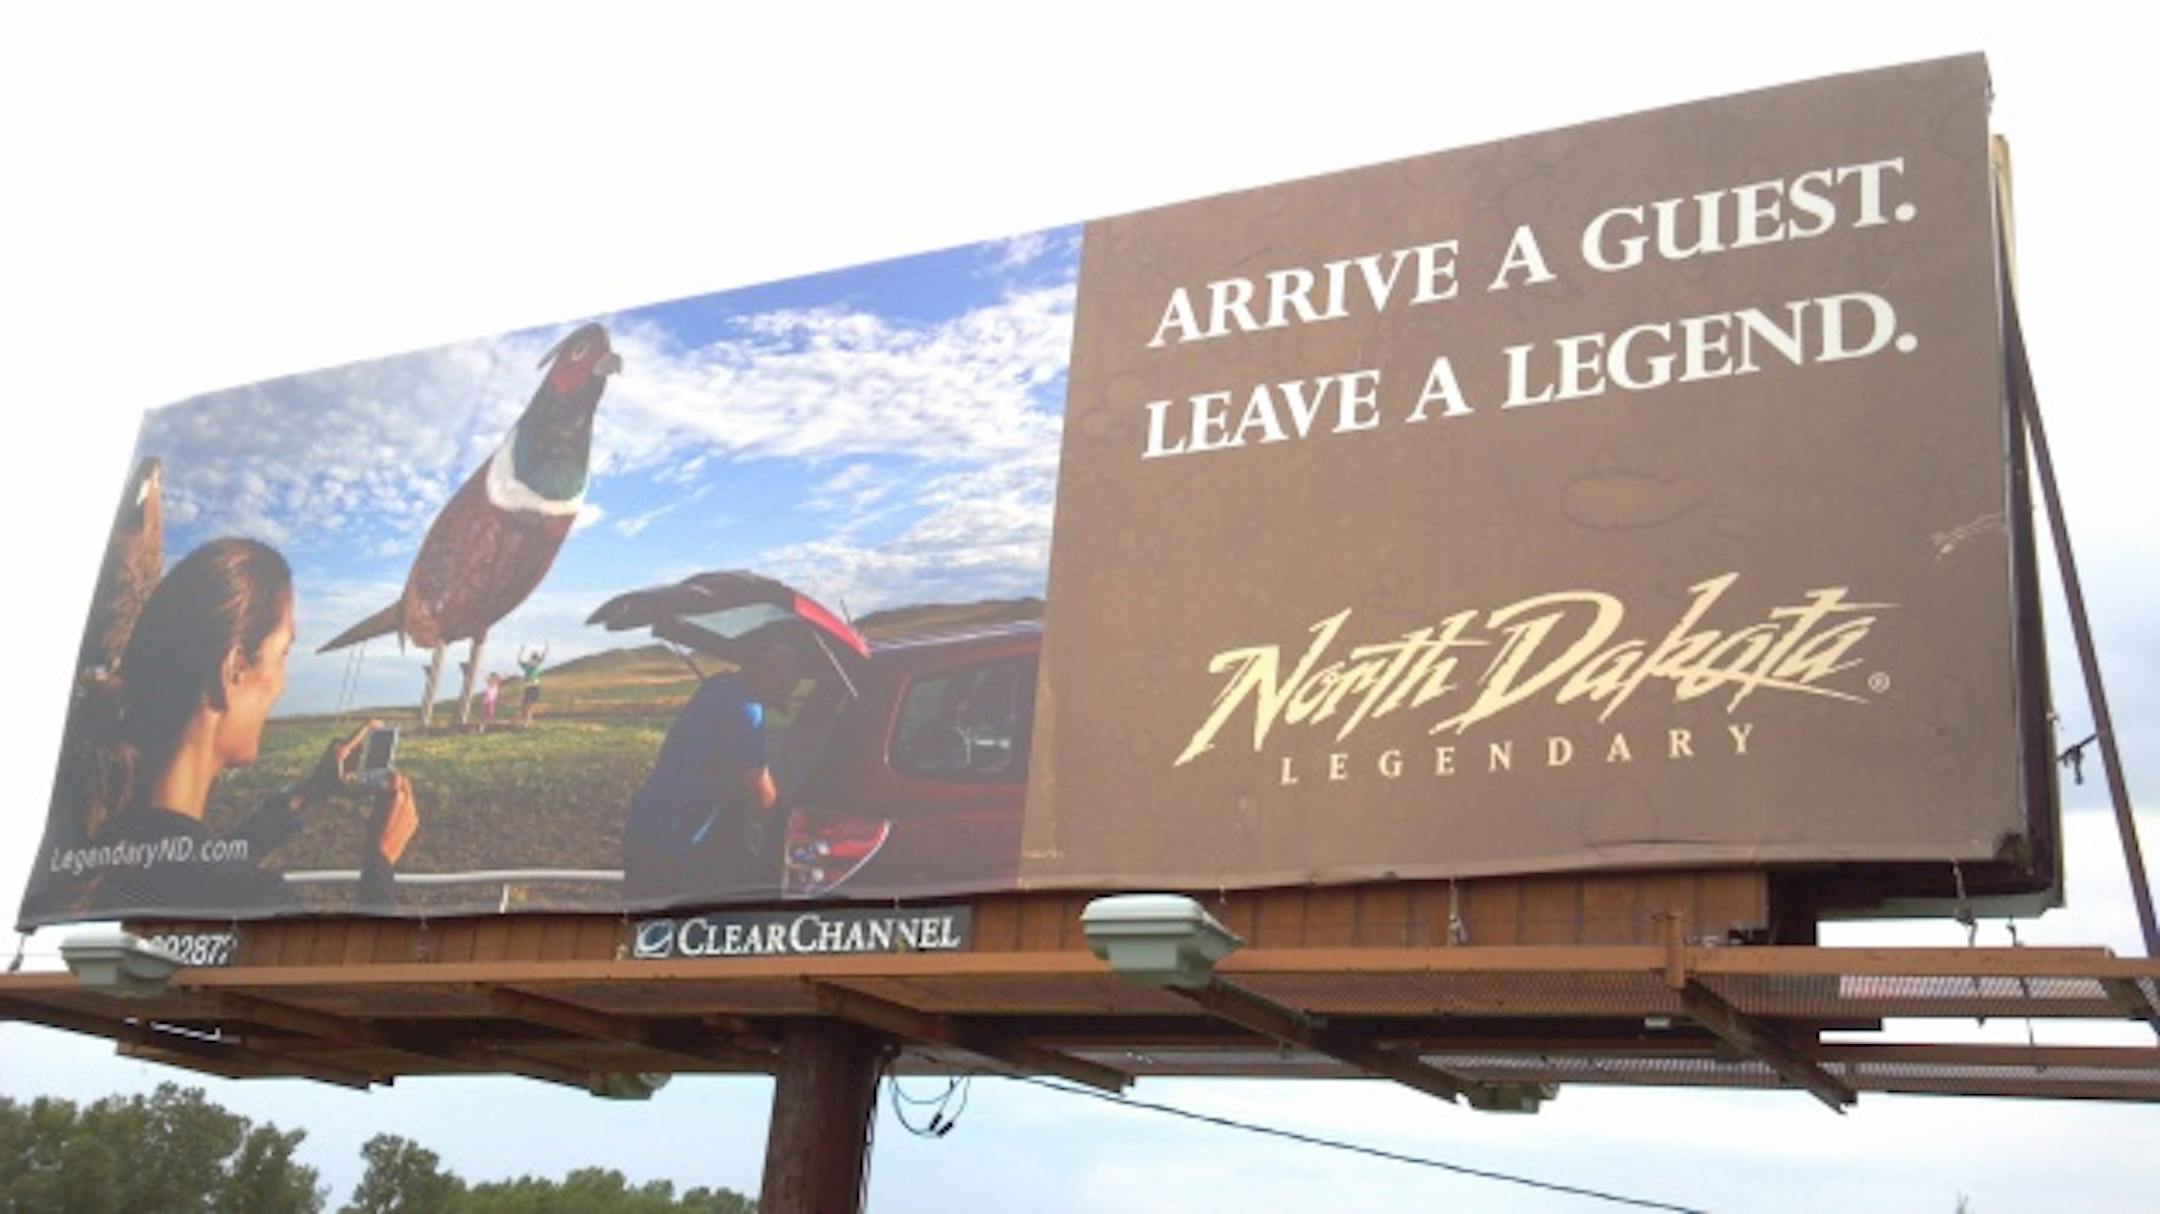 ARRIVE A GUEST.
LEAVE A LEGEND.
North Dakota®
LEGENDARY
LegendaryND.com
CLEARCHANNEL